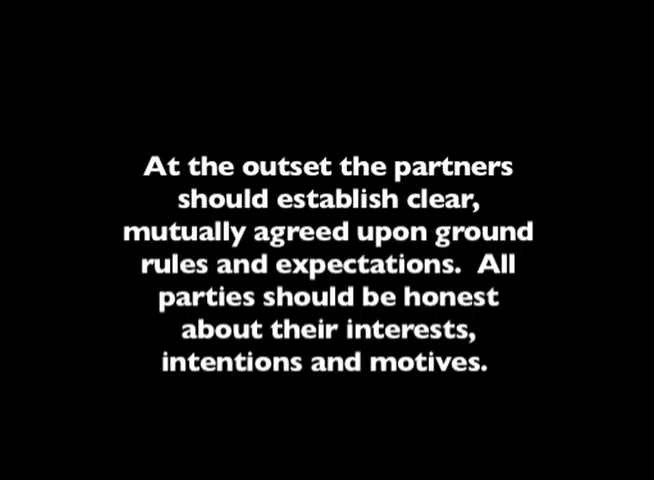 At the outset the partners
should establish clear,
mutually agreed upon ground
rules and expectations.  All
parties should be honest
about their interests,
intentions and motives.